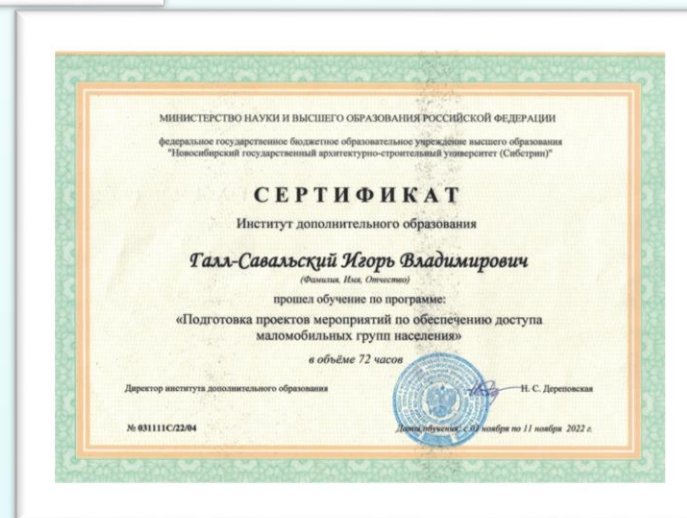 МИНИСТЕРСТВО НАУКИ И ВЫСШЕГО ОБРАЗОВАНИЯ РОССИЙСКОЙ ФЕДЕРАЦИИ
федеральное государственное бюджетное образовательное учреждение высшего образования
"Новосибирский государственный архитектурно-строительный университет (Сибстрин)"
СЕРТИФИКАТ
Институт дополнительного образования
Галл-Савальский Игорь Владимирович
(Фамилия, Имя, Отчество)
прошел обучение по программе:
«Подготовка проектов мероприятий по обеспечению доступа
маломобильных групп населения»
в объёме 72 часов
Директор института дополнительного образования
Н. С. Дереповская
№ 031111С/22/04
обучения: с 03 ноября по 11 ноября 2022 г.